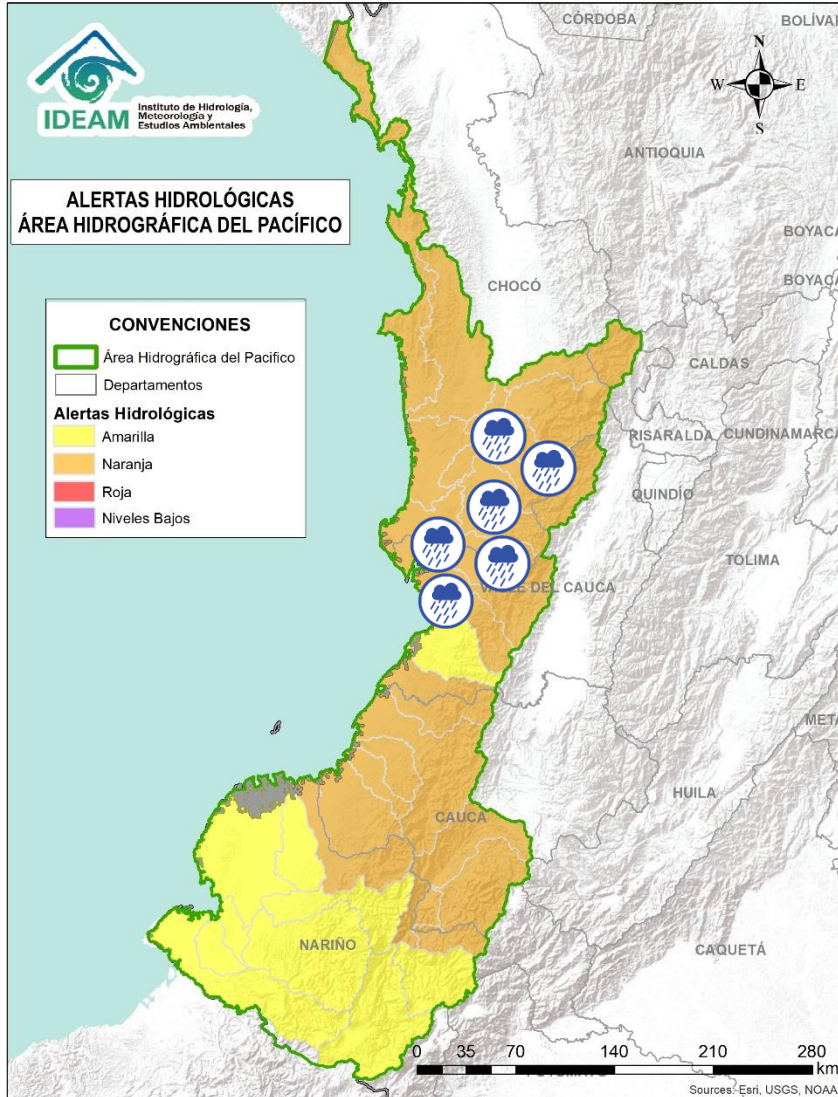 CÓRDOBA
BOLÍVAR
N
W E
S
IDEAM
Instituto de Hidrología,
Meteorología y
Estudios Ambientales
ANTIOQUIA
ALERTAS HIDROLÓGICAS
ÁREA HIDROGRÁFICA DEL PACÍFICO
BOYACÁ
BOYACÁ
CHOCÓ
CONVENCIONES
Área Hidrográfica del Pacifico
Departamentos
Alertas Hidrológicas
Amarilla
Naranja
Roja
Niveles Bajos
CALDAS
RISARALDA
CUNDINAMARCA
QUINDÍO
TOLIMA
VALLE DEL CAUCA
META
HUILA
CAUCA
NARIÑO
CAQUETÁ
0 35 70 140 210 280
km
Sources: Esri, USGS, NOAA